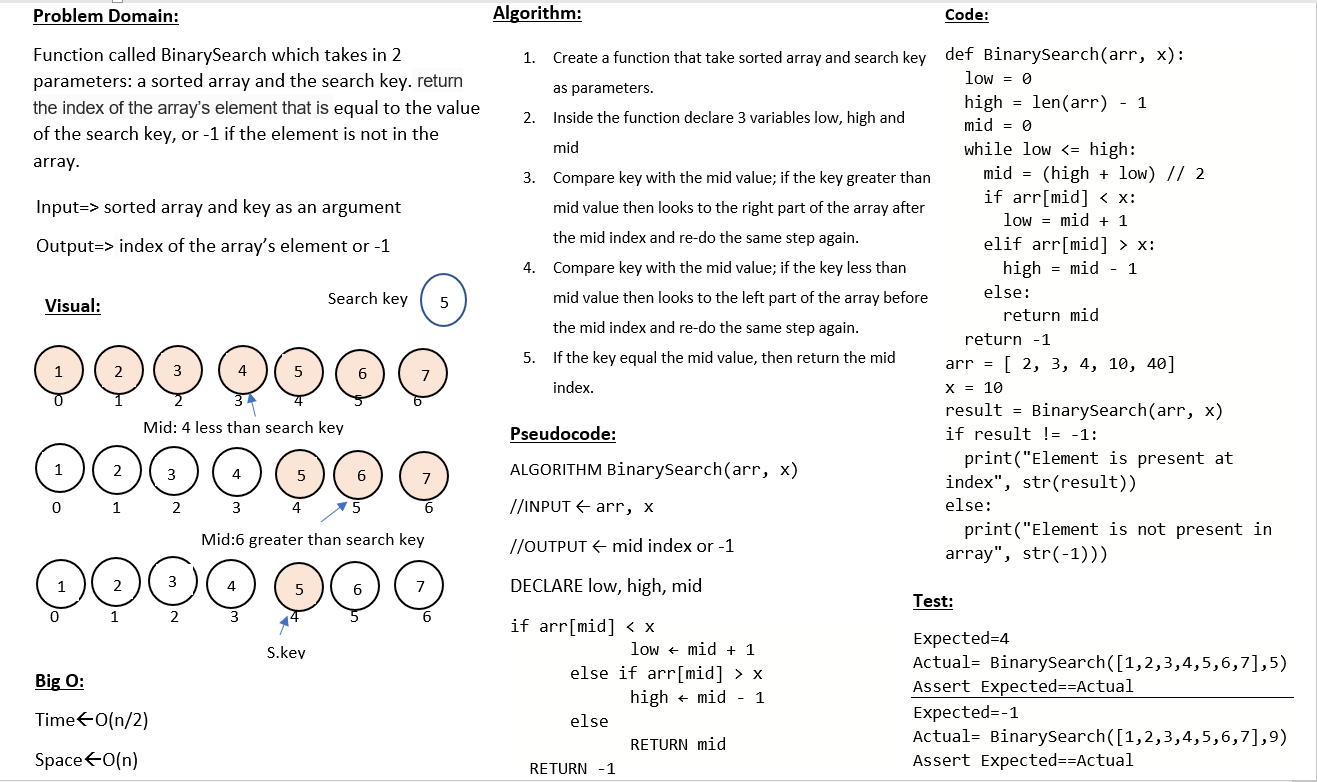 Problem Domain:
Function called BinarySearch which takes in 2
parameters: a sorted array and the search key. return
the index of the array's element that is equal to the value
of the search key, or -1 if the element is not in the
array.
Input=> sorted array and key as an argument
Output=> index of the array's element or -1
Visual:
Search key 5
1 2 3 4 5 6 7
0 1 2 3 4 5 6
Mid: 4 less than search key
1 2 3 4 5 6 7
0 1 2 3 4 5 6
Mid:6 greater than search key
1 2 3 4 5 6 7
0 1 2 3 4 5 6
S.key
Big O:
Time←O(n/2)
Space←O(n)
Algorithm:
1. Create a function that take sorted array and search key
as parameters.
2. Inside the function declare 3 variables low, high and
mid
3. Compare key with the mid value; if the key greater than
mid value then looks to the right part of the array after
the mid index and re-do the same step again.
4. Compare key with the mid value; if the key less than
mid value then looks to the left part of the array before
the mid index and re-do the same step again.
5. If the key equal the mid value, then return the mid
index.
Pseudocode:
ALGORITHM BinarySearch(arr, x)
//INPUT ← arr, x
//OUTPUT ← mid index or -1
DECLARE low, high, mid
if arr[mid] < x
low ← mid + 1
else if arr[mid] > x
high ← mid - 1
else
RETURN mid
RETURN -1
Code:
def BinarySearch(arr, x):
low = 0
high = len(arr) - 1
mid = 0
while low <= high:
mid = (high + low) // 2
if arr[mid] < x:
low = mid + 1
elif arr[mid] > x:
high = mid - 1
else:
return mid
return -1
arr = [ 2, 3, 4, 10, 40]
x = 10
result = BinarySearch(arr, x)
if result != -1:
print("Element is present at
index", str(result))
else:
print("Element is not present in
array", str(-1)))
Test:
Expected=4
Actual= BinarySearch([1,2,3,4,5,6,7],5)
Assert Expected==Actual
Expected=-1
Actual= BinarySearch([1,2,3,4,5,6,7],9)
Assert Expected==Actual